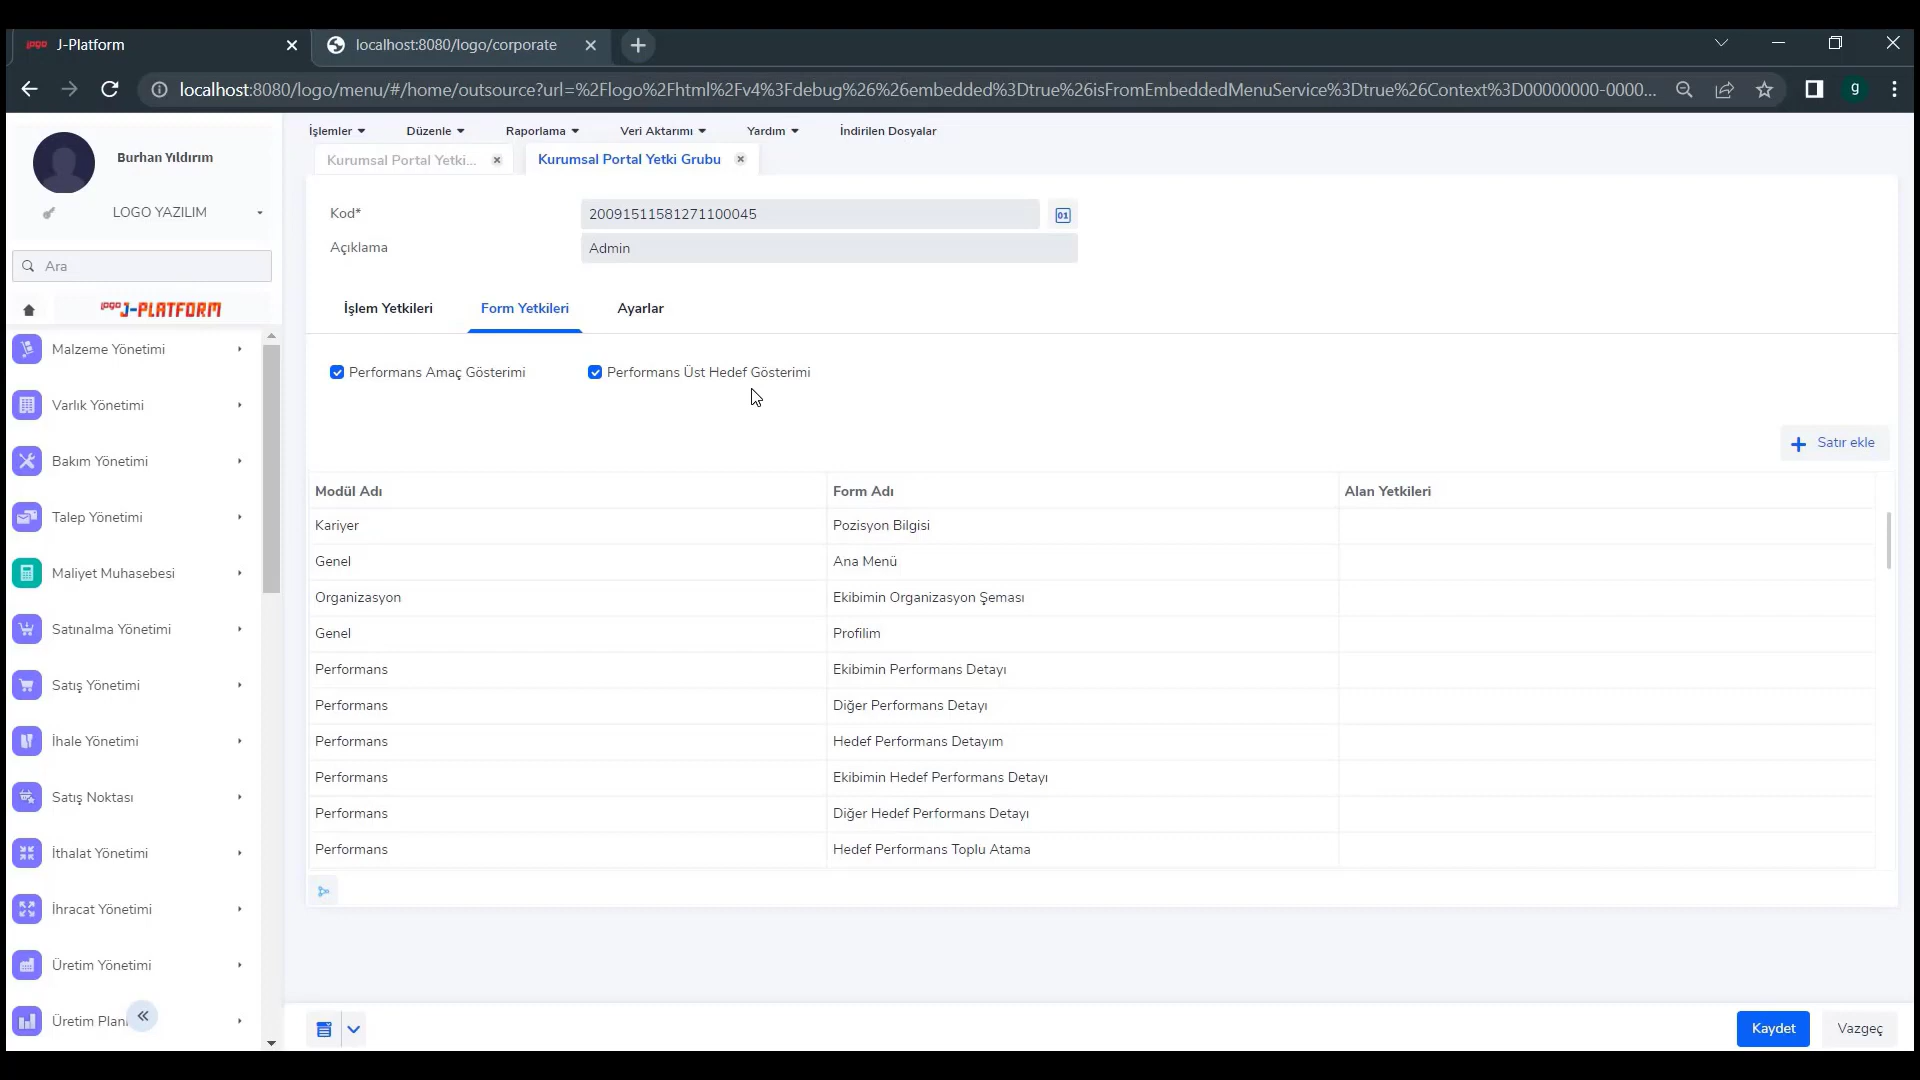 J-Platform
localhost:8080/logo/corporate
localhost:8080/logo/menu/#/home/outsource?url=%2Flogo%2Fhtml%2Fv4%3Fdebug%26%26embedded%3Dtrue%26isFromEmbeddedMenuService%3Dtrue%26Context%3D00000000-0000...
g
Burhan Yıldırım
LOGO YAZILIM
Ara
logo J-PLATFORM
Malzeme Yönetimi
Varlık Yönetimi
Bakım Yönetimi
Talep Yönetimi
Maliyet Muhasebesi
Satınalma Yönetimi
Satış Yönetimi
İhale Yönetimi
Satış Noktası
İthalat Yönetimi
İhracat Yönetimi
Üretim Yönetimi
Üretim Planl
İşlemler
Düzenle
Raporlama
Veri Aktarımı
Yardım
İndirilen Dosyalar
Kurumsal Portal Yetki...
Kurumsal Portal Yetki Grubu
Kod*
20091511581271100045
01
Açıklama
Admin
İşlem Yetkileri
Form Yetkileri
Ayarlar
Performans Amaç Gösterimi
Performans Üst Hedef Gösterimi
Satır ekle
Modül Adı Form Adı Alan Yetkileri
Kariyer Pozisyon Bilgisi
Genel Ana Menü
Organizasyon Ekibimin Organizasyon Şeması
Genel Profilim
Performans Ekibimin Performans Detayı
Performans Diğer Performans Detayı
Performans Hedef Performans Detayım
Performans Ekibimin Hedef Performans Detayı
Performans Diğer Hedef Performans Detayı
Performans Hedef Performans Toplu Atama
Kaydet
Vazgeç